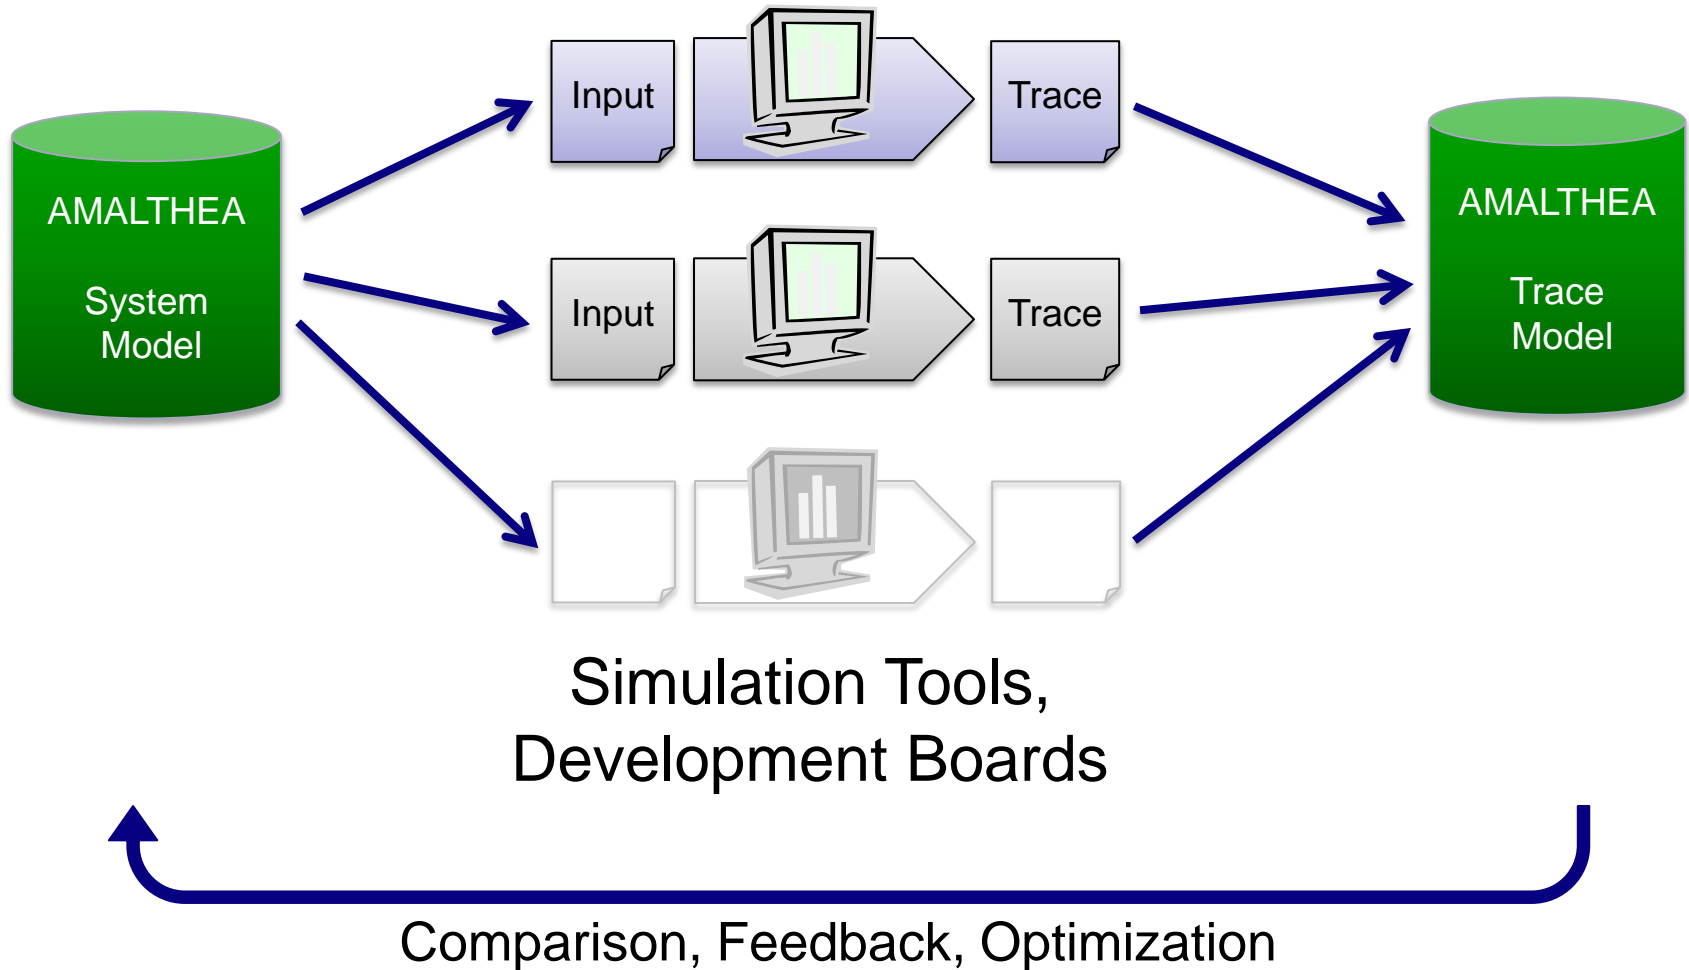 AMALTHEA
System
Model
Input
Trace
Input
Trace
AMALTHEA
Trace
Model
Simulation Tools,
Development Boards
Comparison, Feedback, Optimization